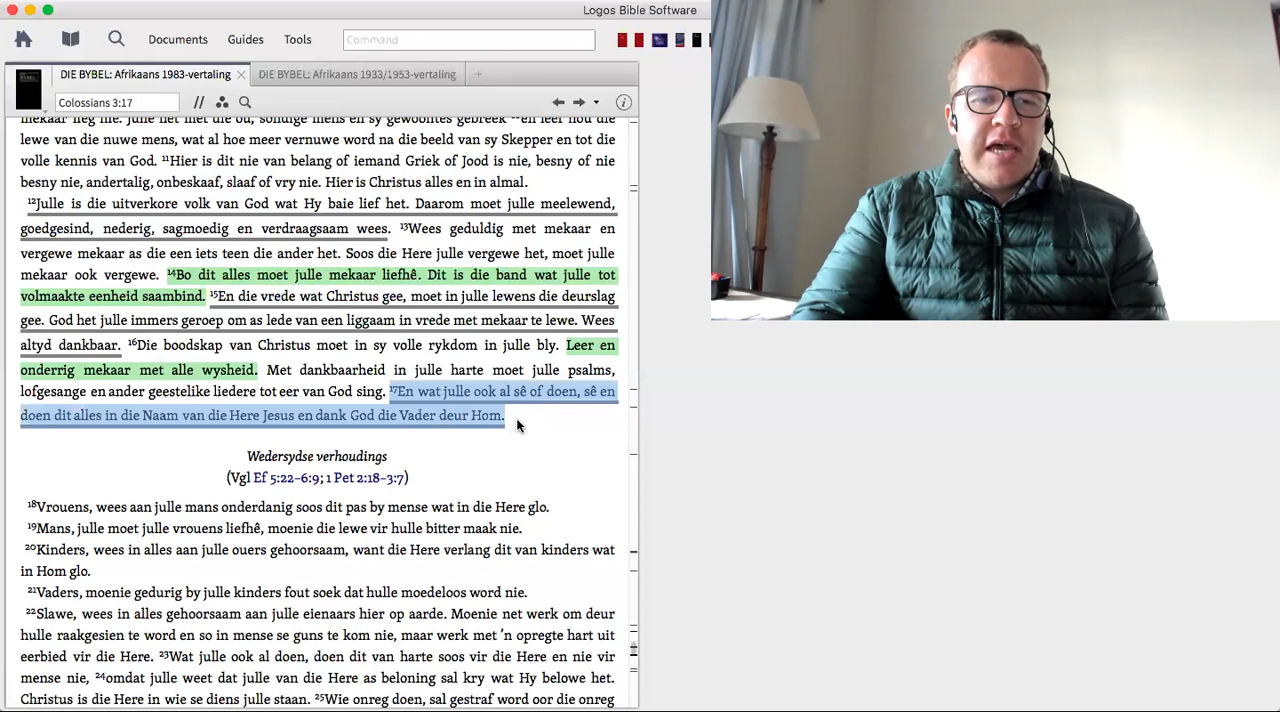 Logos Bible Software
Documents Guides Tools Command
DIE BYBEL: Afrikaans 1983-vertaling DIE BYBEL: Afrikaans 1933/1953-vertaling
Colossians 3:17
lewe van die nuwe mens, wat al hoe meer vernuwe word na die beeld van sy Skepper en tot die
volle kennis van God. ¹¹Hier is dit nie van belang of iemand Griek of Jood is nie, besny of nie
besny nie, andertalig, onbeskaaf, slaaf of vry nie. Hier is Christus alles en in almal.
¹²Julle is die uitverkore volk van God wat Hy baie lief het. Daarom moet julle meelewend,
goedgesind, nederig, sagmoedig en verdraagsaam wees. ¹³Wees geduldig met mekaar en
vergewe mekaar as die een iets teen die ander het. Soos die Here julle vergewe het, moet julle
mekaar ook vergewe. ¹⁴Bo dit alles moet julle mekaar liefhê. Dit is die band wat julle tot
volmaakte eenheid saambind. ¹⁵En die vrede wat Christus gee, moet in julle lewens die deurslag
gee. God het julle immers geroep om as lede van een liggaam in vrede met mekaar te lewe. Wees
altyd dankbaar. ¹⁶Die boodskap van Christus moet in sy volle rykdom in julle bly. Leer en
onderrig mekaar met alle wysheid. Met dankbaarheid in julle harte moet julle psalms,
lofgesange en ander geestelike liedere tot eer van God sing. ¹⁷En wat julle ook al sê of doen, sê en
doen dit alles in die Naam van die Here Jesus en dank God die Vader deur Hom.
Wedersydse verhoudings
(Vgl Ef 5:22–6:9; 1 Pet 2:18–3:7)
¹⁸Vrouens, wees aan julle mans onderdanig soos dit pas by mense wat in die Here glo.
¹⁹Mans, julle moet julle vrouens liefhê, moenie die lewe vir hulle bitter maak nie.
²⁰Kinders, wees in alles aan julle ouers gehoorsaam, want die Here verlang dit van kinders wat
in Hom glo.
²¹Vaders, moenie gedurig by julle kinders fout soek dat hulle moedeloos word nie.
²²Slawe, wees in alles gehoorsaam aan julle eienaars hier op aarde. Moenie net werk om deur
hulle raakgesien te word en so in mense se guns te kom nie, maar werk met 'n opregte hart uit
eerbied vir die Here. ²³Wat julle ook al doen, doen dit van harte soos vir die Here en nie vir
mense nie, ²⁴omdat julle weet dat julle van die Here as beloning sal kry wat Hy belowe het.
Christus is die Here in wie se diens julle staan. ²⁵Wie onreg doen, sal gestraf word oor die onreg